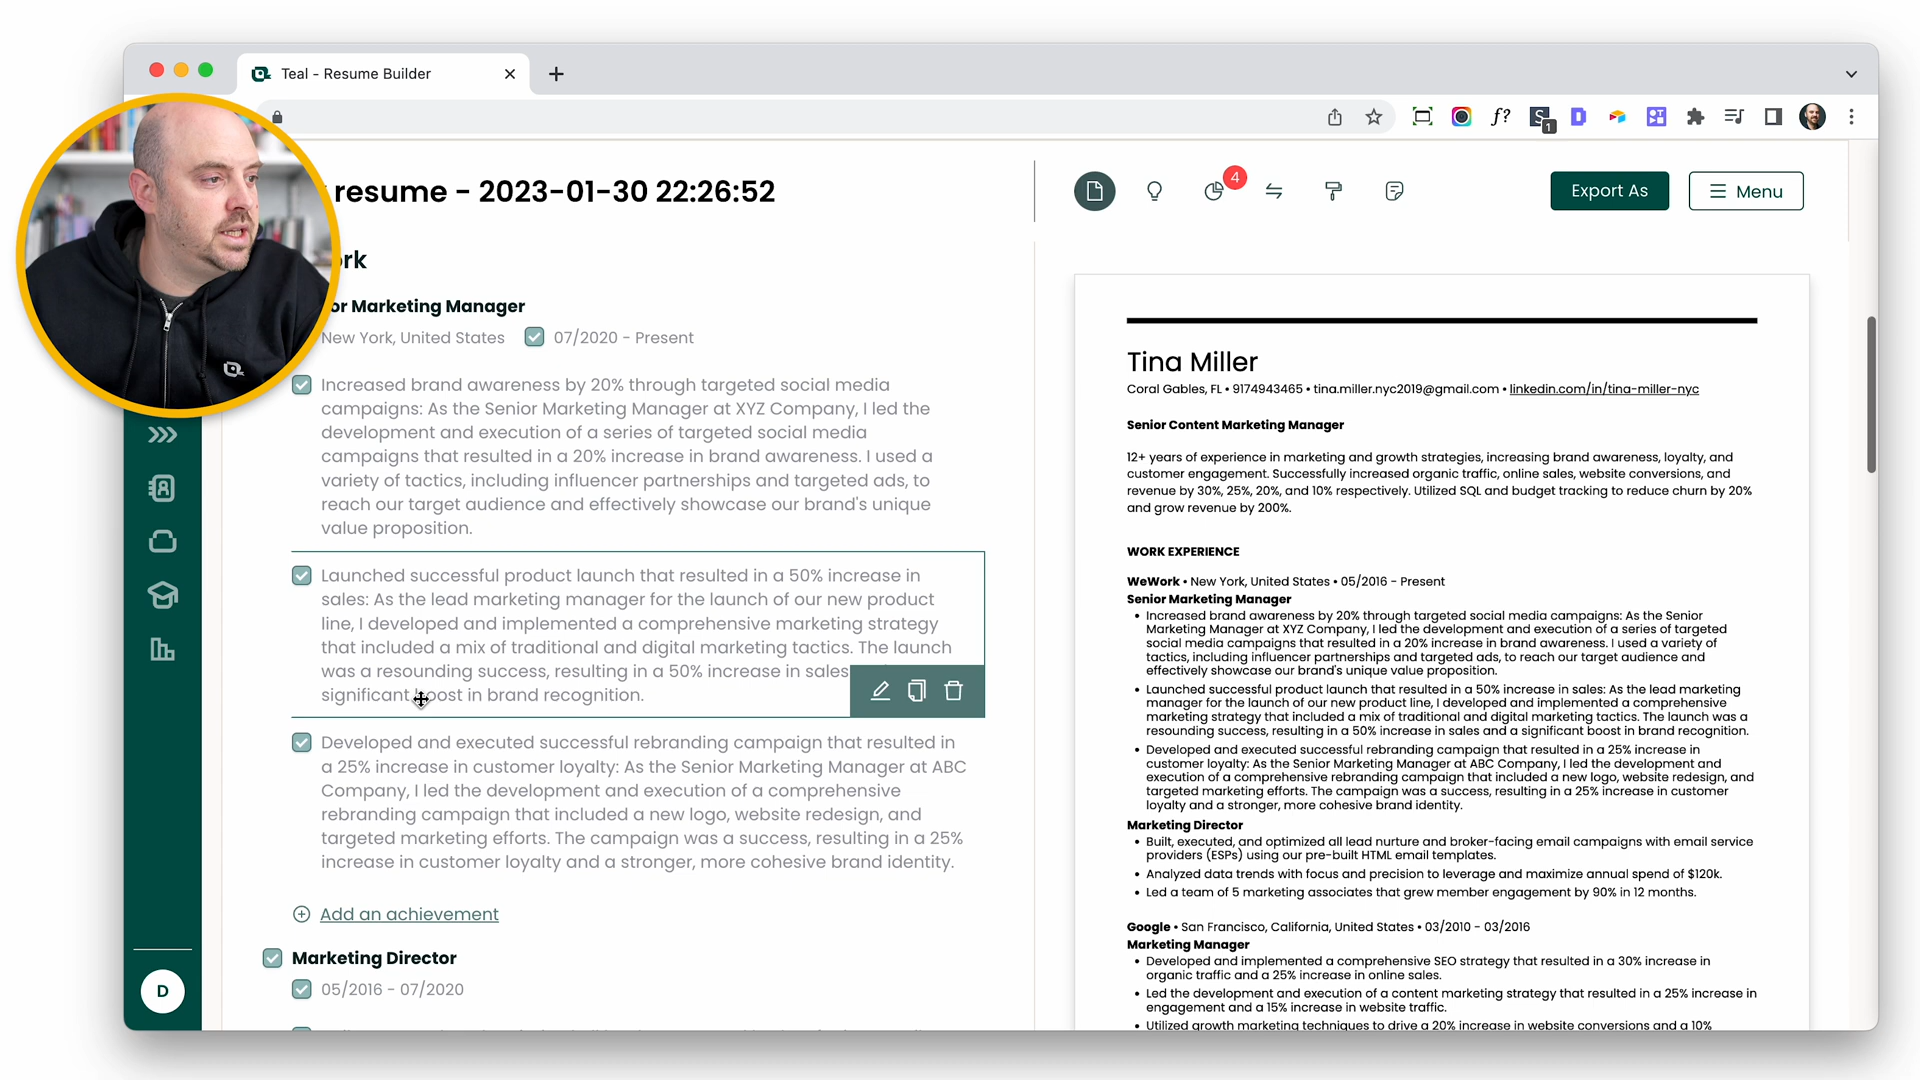 Teal - Resume Builder
f?
1
resume - 2023-01-30 22:26:52
4
Export As
Menu
ork
or Marketing Manager
New York, United States 07/2020 - Present
Increased brand awareness by 20% through targeted social media
campaigns: As the Senior Marketing Manager at XYZ Company, I led the
development and execution of a series of targeted social media
campaigns that resulted in a 20% increase in brand awareness. I used a
variety of tactics, including influencer partnerships and targeted ads, to
reach our target audience and effectively showcase our brand's unique
value proposition.
Launched successful product launch that resulted in a 50% increase in
sales: As the lead marketing manager for the launch of our new product
line, I developed and implemented a comprehensive marketing strategy
that included a mix of traditional and digital marketing tactics. The launch
was a resounding success, resulting in a 50% increase in sales
significant boost in brand recognition.
Developed and executed successful rebranding campaign that resulted in
a 25% increase in customer loyalty: As the Senior Marketing Manager at ABC
Company, I led the development and execution of a comprehensive
rebranding campaign that included a new logo, website redesign, and
targeted marketing efforts. The campaign was a success, resulting in a 25%
increase in customer loyalty and a stronger, more cohesive brand identity.
Add an achievement
Marketing Director
05/2016 - 07/2020
D
Tina Miller
Coral Gables, FL • 9174943465 • tina.miller.nyc2019@gmail.com • linkedin.com/in/tina-miller-nyc
Senior Content Marketing Manager
12+ years of experience in marketing and growth strategies, increasing brand awareness, loyalty, and
customer engagement. Successfully increased organic traffic, online sales, website conversions, and
revenue by 30%, 25%, 20%, and 10% respectively. Utilized SQL and budget tracking to reduce churn by 20%
and grow revenue by 200%.
WORK EXPERIENCE
WeWork • New York, United States • 05/2016 - Present
Senior Marketing Manager
• Increased brand awareness by 20% through targeted social media campaigns: As the Senior
Marketing Manager at XYZ Company, I led the development and execution of a series of targeted
social media campaigns that resulted in a 20% increase in brand awareness. I used a variety of
tactics, including influencer partnerships and targeted ads, to reach our target audience and
effectively showcase our brand's unique value proposition.
• Launched successful product launch that resulted in a 50% increase in sales: As the lead marketing
manager for the launch of our new product line, I developed and implemented a comprehensive
marketing strategy that included a mix of traditional and digital marketing tactics. The launch was a
resounding success, resulting in a 50% increase in sales and a significant boost in brand recognition.
• Developed and executed successful rebranding campaign that resulted in a 25% increase in
customer loyalty: As the Senior Marketing Manager at ABC Company, I led the development and
execution of a comprehensive rebranding campaign that included a new logo, website redesign, and
targeted marketing efforts. The campaign was a success, resulting in a 25% increase in customer
loyalty and a stronger, more cohesive brand identity.
Marketing Director
• Built, executed, and optimized all lead nurture and broker-facing email campaigns with email service
providers (ESPs) using our pre-built HTML email templates.
• Analyzed data trends with focus and precision to leverage and maximize annual spend of $120k.
• Led a team of 5 marketing associates that grew member engagement by 90% in 12 months.
Google • San Francisco, California, United States • 03/2010 - 03/2016
Marketing Manager
• Developed and implemented a comprehensive SEO strategy that resulted in a 30% increase in
organic traffic and a 25% increase in online sales.
• Led the development and execution of a content marketing strategy that resulted in a 25% increase in
engagement and a 15% increase in website traffic.
• Utilized growth marketing techniques to drive a 20% increase in website conversions and a 10%